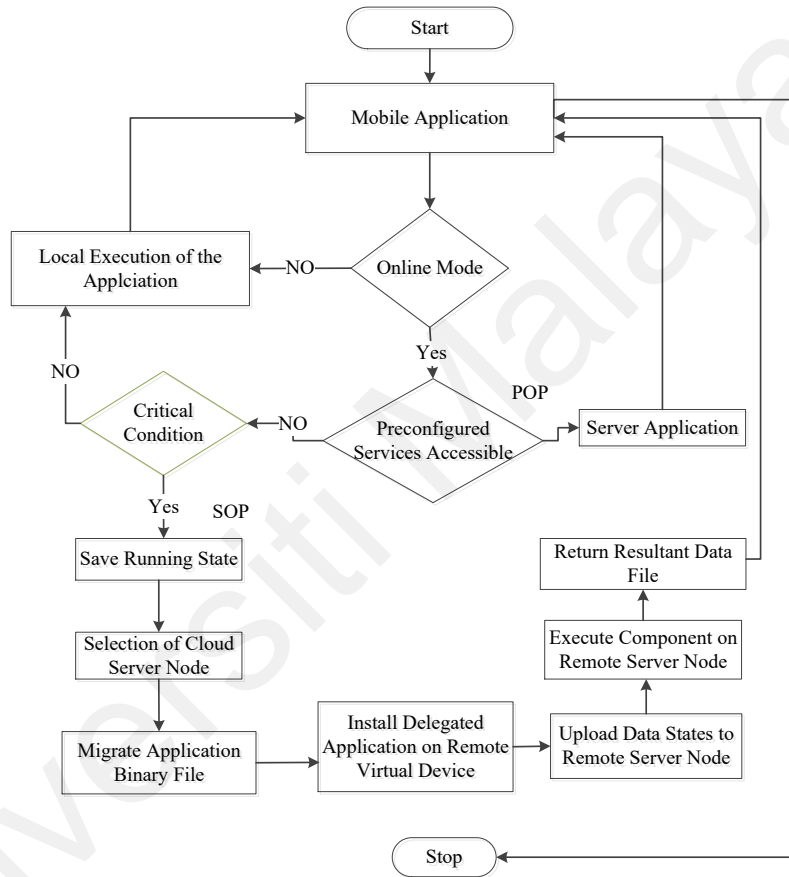 Start
Mobile Application
Local Execution of the
Applciation
NO
Online Mode
Yes
NO
POP
Critical
Condition
NO
Preconfigured
Services Accessible
Server Application
Yes
SOP
Save Running State
Return Resultant Data
File
Selection of Cloud
Server Node
Execute Component on
Remote Server Node
Migrate Application
Binary File
Install Delegated
Application on Remote
Virtual Device
Upload Data States to
Remote Server Node
Stop